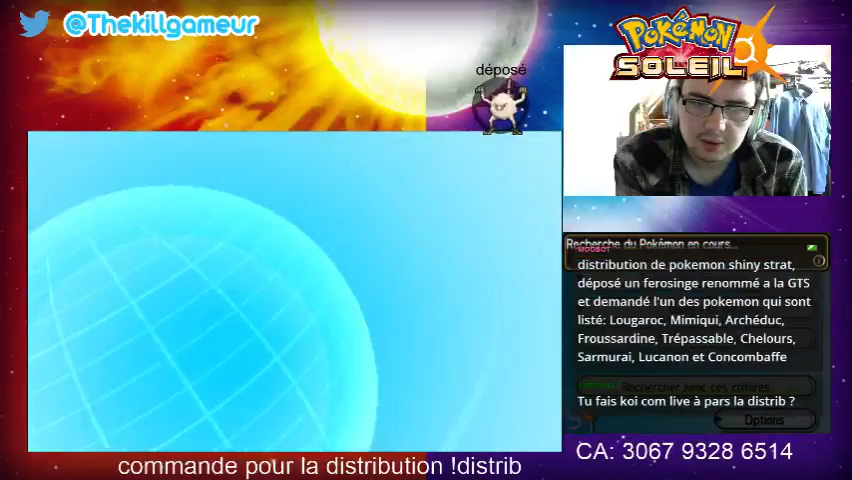 @Thekillgameur
POKÉMON
SOLEIL
déposé
Recherche du Pokémon en cours...
MOOBOT
distribution de pokemon shiny strat,
déposé un ferosinge renommé a la GTS
et demandé l'un des pokemon qui sont
listé: Lougaroc, Mimiqui, Archéduc,
Froussardine, Trépassable, Chelours,
Sarmurai, Lucanon et Concombaffe
Rechercher avec ces critères
Tu fais koi com live à pars la distrib ?
Options
CA: 3067 9328 6514
commande pour la distribution !distrib